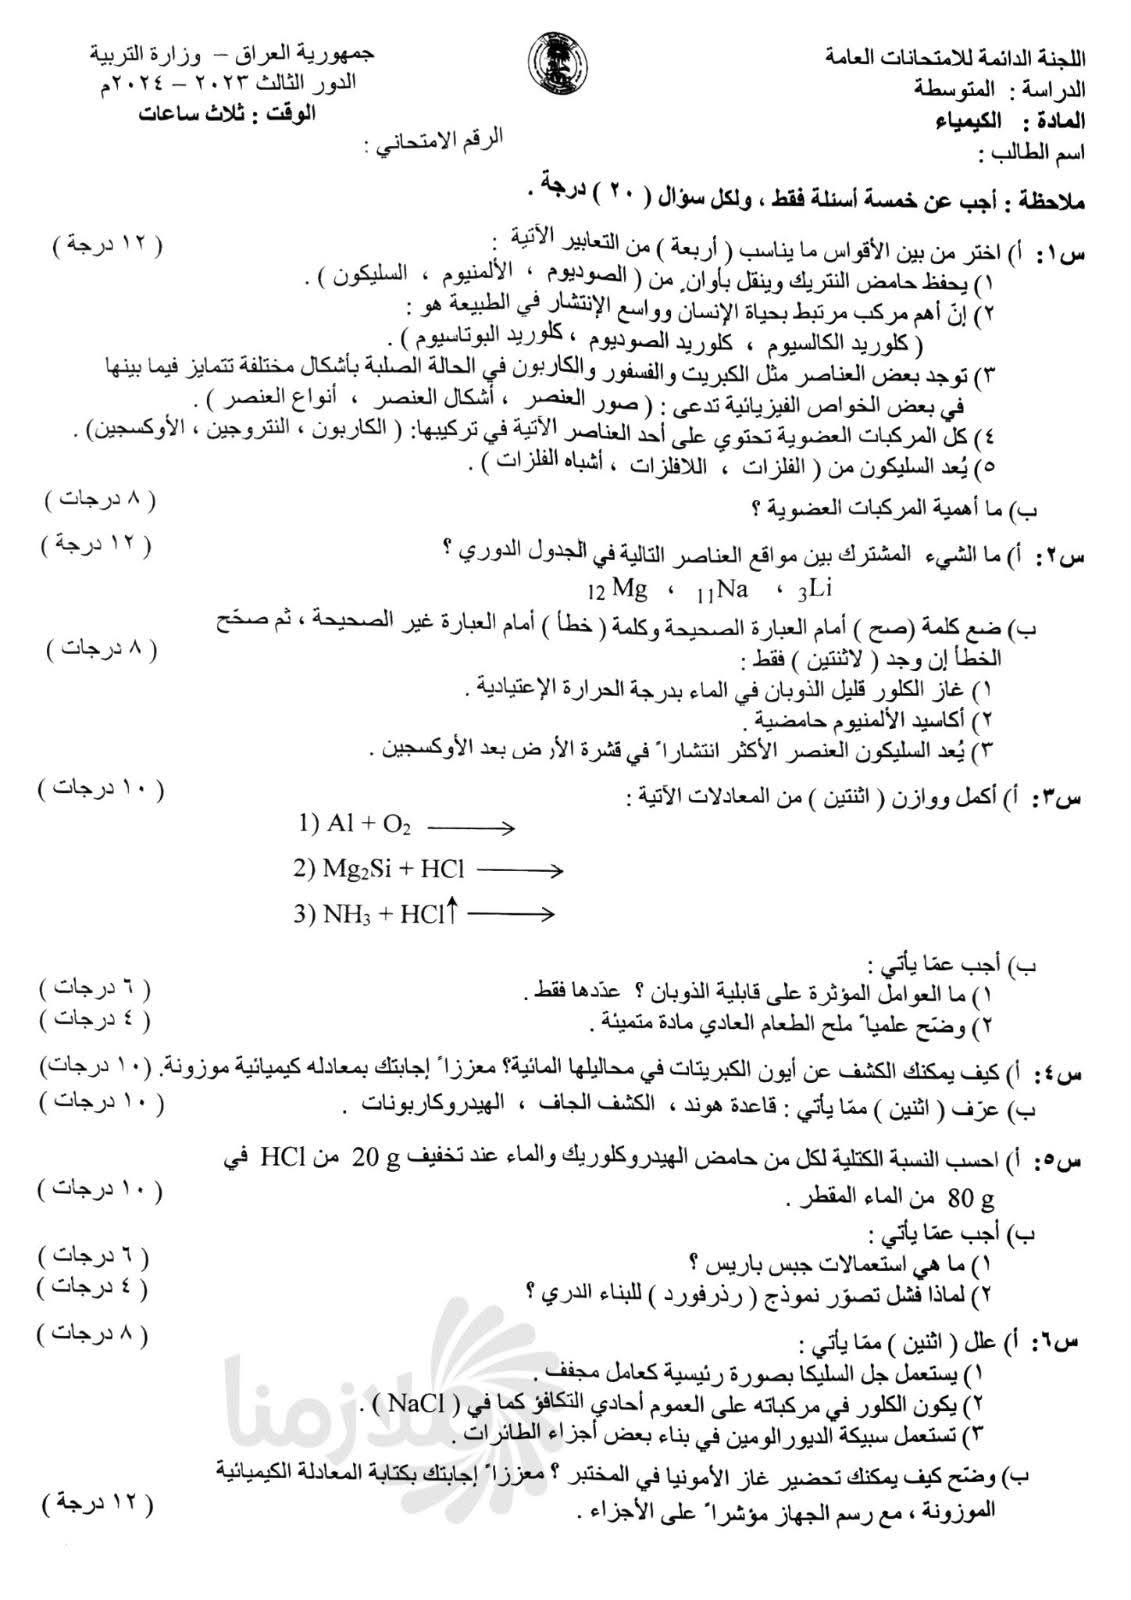 اللجنة الدائمة للامتحانات العامة
الدراسة : المتوسطة
المادة : الكيمياء
اسم الطالب :
جمهورية العراق – وزارة التربية
الدور الثالث ٢٠٢٣ – ٢٠٢٤م
الوقت : ثلاث ساعات
الرقم الامتحاني :
ملاحظة : أجب عن خمسة أسئلة فقط ، ولكل سؤال ( ٢٠ ) درجة .
س١: أ) اختر من بين الأقواس ما يناسب ( أربعة ) من التعابير الآتية : ( ١٢ درجة )
١) يحفظ حامض النتريك وينقل بأوانٍ من ( الصوديوم ، الألمنيوم ، السليكون ) .
٢) إنّ أهم مركب مرتبط بحياة الإنسان وواسع الإنتشار في الطبيعة هو :
( كلوريد الكالسيوم ، كلوريد الصوديوم ، كلوريد البوتاسيوم ) .
٣) توجد بعض العناصر مثل الكبريت والفسفور والكاربون في الحالة الصلبة بأشكال مختلفة تتمايز فيما بينها
في بعض الخواص الفيزيائية تدعى : ( صور العنصر ، أشكال العنصر ، أنواع العنصر ) .
٤) كل المركبات العضوية تحتوي على أحد العناصر الآتية في تركيبها: ( الكاربون ، النتروجين ، الأوكسجين) .
٥) يُعد السليكون من ( الفلزات ، اللافلزات ، أشباه الفلزات ) .
ب) ما أهمية المركبات العضوية ؟ ( ٨ درجات )
س٢: أ) ما الشيء المشترك بين مواقع العناصر التالية في الجدول الدوري ؟ ( ١٢ درجة )
₃Li ، ₁₁Na ، ₁₂Mg
ب) ضع كلمة (صح ) أمام العبارة الصحيحة وكلمة ( خطأ ) أمام العبارة غير الصحيحة ، ثم صحّح
الخطأ إن وجد ( لاثنتين ) فقط : ( ٨ درجات )
١) غاز الكلور قليل الذوبان في الماء بدرجة الحرارة الإعتيادية .
٢) أكاسيد الألمنيوم حامضية .
٣) يُعد السليكون العنصر الأكثر انتشاراً في قشرة الأرض بعد الأوكسجين .
س٣: أ) أكمل ووازن ( اثنتين ) من المعادلات الآتية : ( ١٠ درجات )
1) Al + O₂ ⟶
2) Mg₂Si + HCl ⟶
3) NH₃ + HCl↑ ⟶
ب) أجب عمّا يأتي :
١) ما العوامل المؤثرة على قابلية الذوبان ؟ عدّدها فقط . ( ٦ درجات )
٢) وضّح علمياً ملح الطعام العادي مادة متميئة . ( ٤ درجات )
س٤: أ) كيف يمكنك الكشف عن أيون الكبريتات في محاليلها المائية؟ معززاً إجابتك بمعادله كيميائية موزونة. (١٠ درجات)
ب) عرّف ( اثنين ) ممّا يأتي : قاعدة هوند ، الكشف الجاف ، الهيدروكاربونات . ( ١٠ درجات )
س٥: أ) احسب النسبة الكتلية لكل من حامض الهيدروكلوريك والماء عند تخفيف 20 g من HCl في
80 g من الماء المقطر . ( ١٠ درجات )
ب) أجب عمّا يأتي :
١) ما هي استعمالات جبس باريس ؟ ( ٦ درجات )
٢) لماذا فشل تصوّر نموذج ( رذرفورد ) للبناء الذري ؟ ( ٤ درجات )
س٦: أ) علل ( اثنين ) ممّا يأتي : ( ٨ درجات )
١) يستعمل جل السليكا بصورة رئيسية كعامل مجفف .
٢) يكون الكلور في مركباته على العموم أحادي التكافؤ كما في ( NaCl ) .
٣) تستعمل سبيكة الديورالومين في بناء بعض أجزاء الطائرات .
ب) وضّح كيف يمكنك تحضير غاز الأمونيا في المختبر ؟ معززاً إجابتك بكتابة المعادلة الكيميائية
الموزونة ، مع رسم الجهاز مؤشراً على الأجزاء . ( ١٢ درجة )
ملازمنا